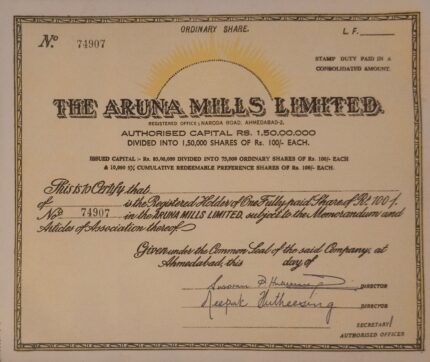 ORDINARY SHARE.
L. F.
No 74907
STAMP DUTY PAID IN A
CONSOLIDATED AMOUNT.
THE ARUNA MILLS, LIMITED.
REGISTERED OFFICE: NARODA ROAD, AHMEDABAD-2.
AUTHORISED CAPITAL RS. 1,50,00,000
DIVIDED INTO 1,50,000 SHARES OF Rs. 100/- EACH.
ISSUED CAPITAL :- Rs. 85,00,000 DIVIDED INTO 75,000 ORDINARY SHARES OF Rs. 100/- EACH
& 10,000 5% CUMULATIVE REDEEMABLE PREFERENCE SHARES OF Rs. 100/- EACH.
This is to Certify that
of is the Registered Holder of One Fully paid Share of Rs. 100/-
No 74907 in the ARUNA MILLS LIMITED, subject to the Memorandum and
Articles of Association thereof
Given under the Common Seal of the said Company, at
Ahmedabad, this day of
DIRECTOR
Deepak Hutheesing DIRECTOR
SECRETARY
AUTHORISED OFFICER